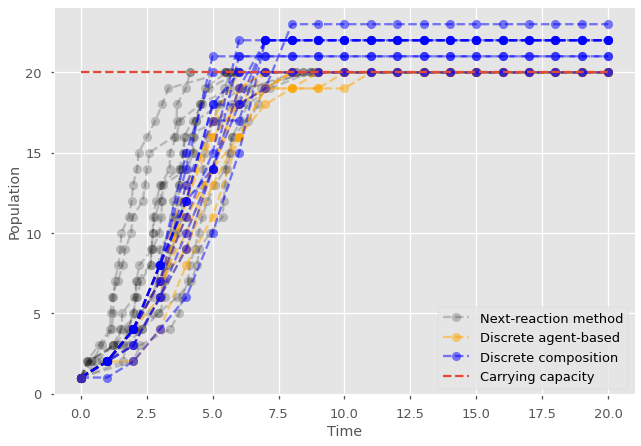 Population
20
15
10
5
0
0.0 2.5 5.0 7.5 10.0 12.5 15.0 17.5 20.0
Time
Next-reaction method
Discrete agent-based
Discrete composition
Carrying capacity